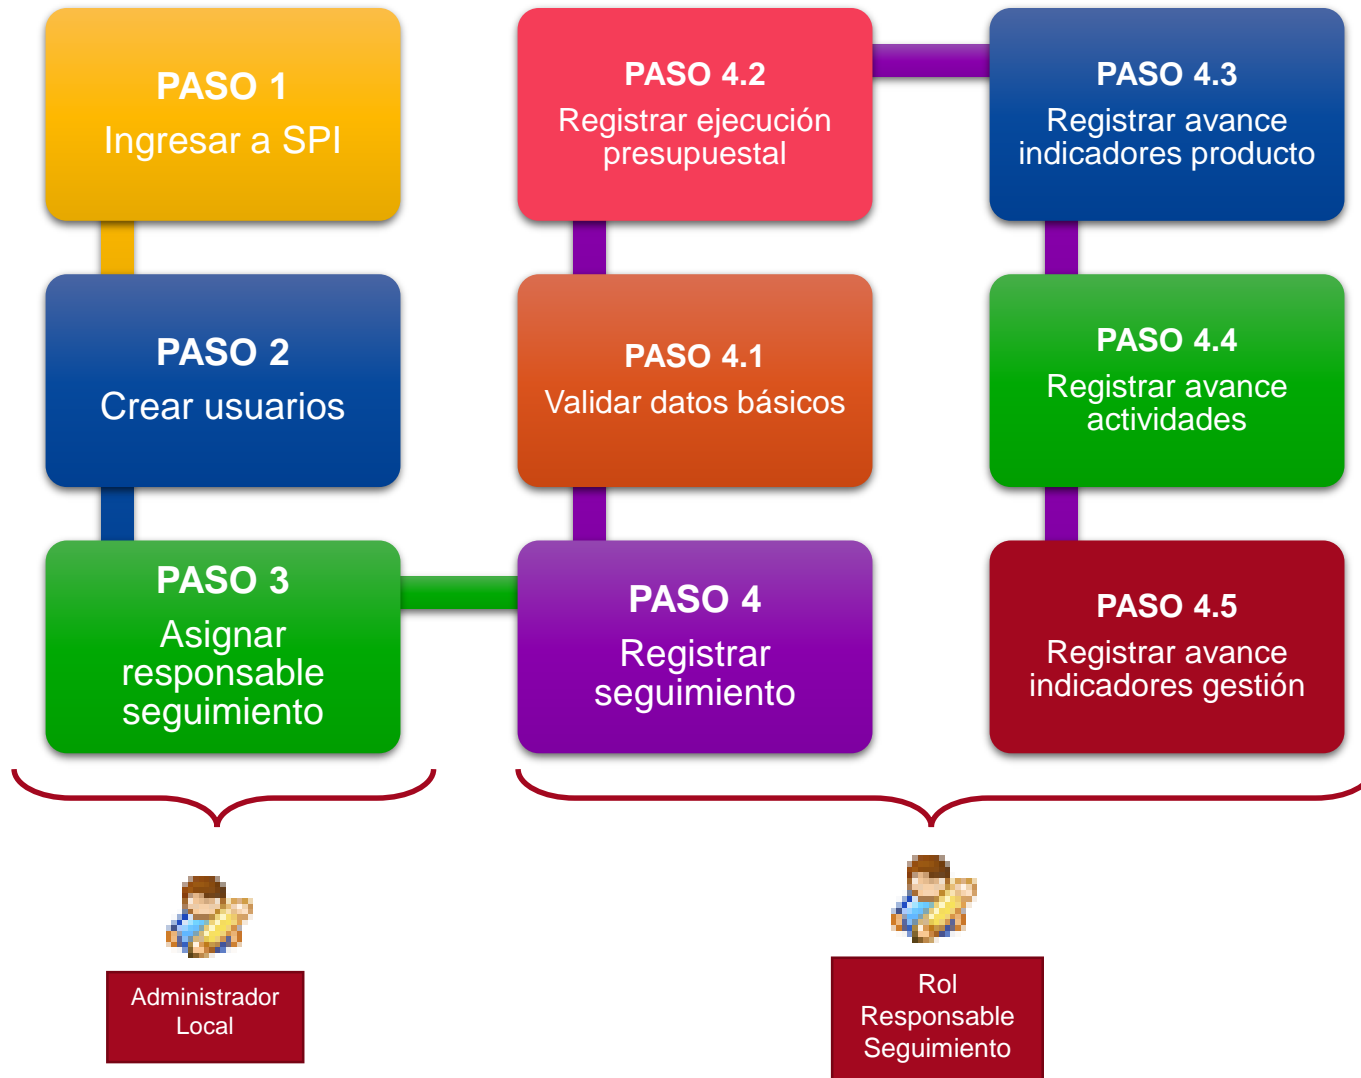 PASO 1
Ingresar a SPI
PASO 2
Crear usuarios
PASO 3
Asignar
responsable
seguimiento
PASO 4
Registrar
seguimiento
PASO 4.1
Validar datos básicos
PASO 4.2
Registrar ejecución
presupuestal
PASO 4.3
Registrar avance
indicadores producto
PASO 4.4
Registrar avance
actividades
PASO 4.5
Registrar avance
indicadores gestión
Administrador
Local
Rol
Responsable
Seguimiento